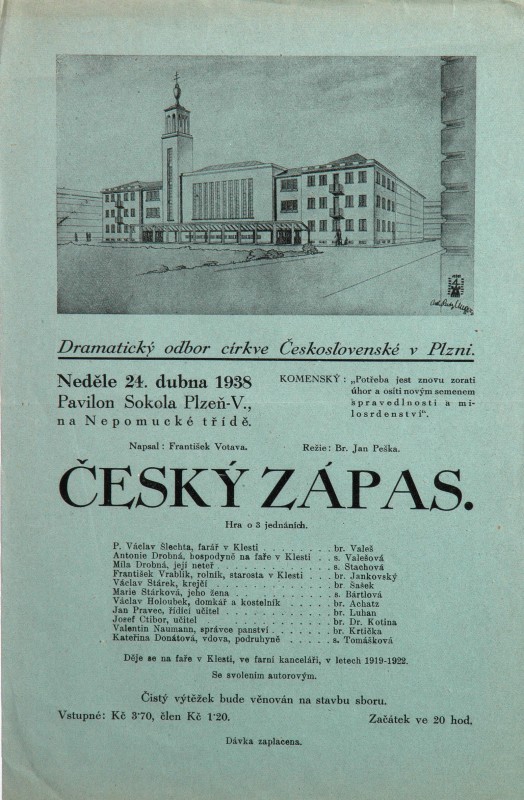 Dramatický odbor církve Československé v Plzni.
Neděle 24. dubna 1938
Pavilon Sokola Plzeň-V.,
na Nepomucké třídě.
KOMENSKÝ: „Potřeba jest znovu zorati
úhor a osíti novým semenem
spravedlnosti a mi-
losrdenství".
Napsal: František Votava.
Režie: Br. Jan Peška.
ČESKÝ ZÁPAS.
Hra o 3 jednáních.
P. Václav Šlechta, farář v Klesti . . . . . . . . br. Valeš
Antonie Drobná, hospodyně na faře v Klesti . . s. Valešová
Míla Drobná, její neteř . . . . . . . . . . . . . s. Stachová
František Vrablík, rolník, starosta v Klesti . . . br. Jankovský
Václav Stárek, krejčí . . . . . . . . . . . . . br. Sašek
Marie Stárková, jeho žena . . . . . . . . . . . s. Bártlová
Václav Holoubek, domkář a kostelník . . . . . . br. Achatz
Jan Pravec, řídící učitel . . . . . . . . . . . . br. Luhan
Josef Ctibor, učitel . . . . . . . . . . . . . . br. Dr. Kotina
Valentin Naumann, správce panství . . . . . . . br. Krtička
Kateřina Donátová, vdova, podruhyně . . . . . . s. Tomášková
Děje se na faře v Klesti, ve farní kanceláři, v letech 1919-1922.
Se svolením autorovým.
Čistý výtěžek bude věnován na stavbu sboru.
Vstupné: Kč 3'70, člen Kč 1'20.
Začátek ve 20 hod.
Dávka zaplacena.